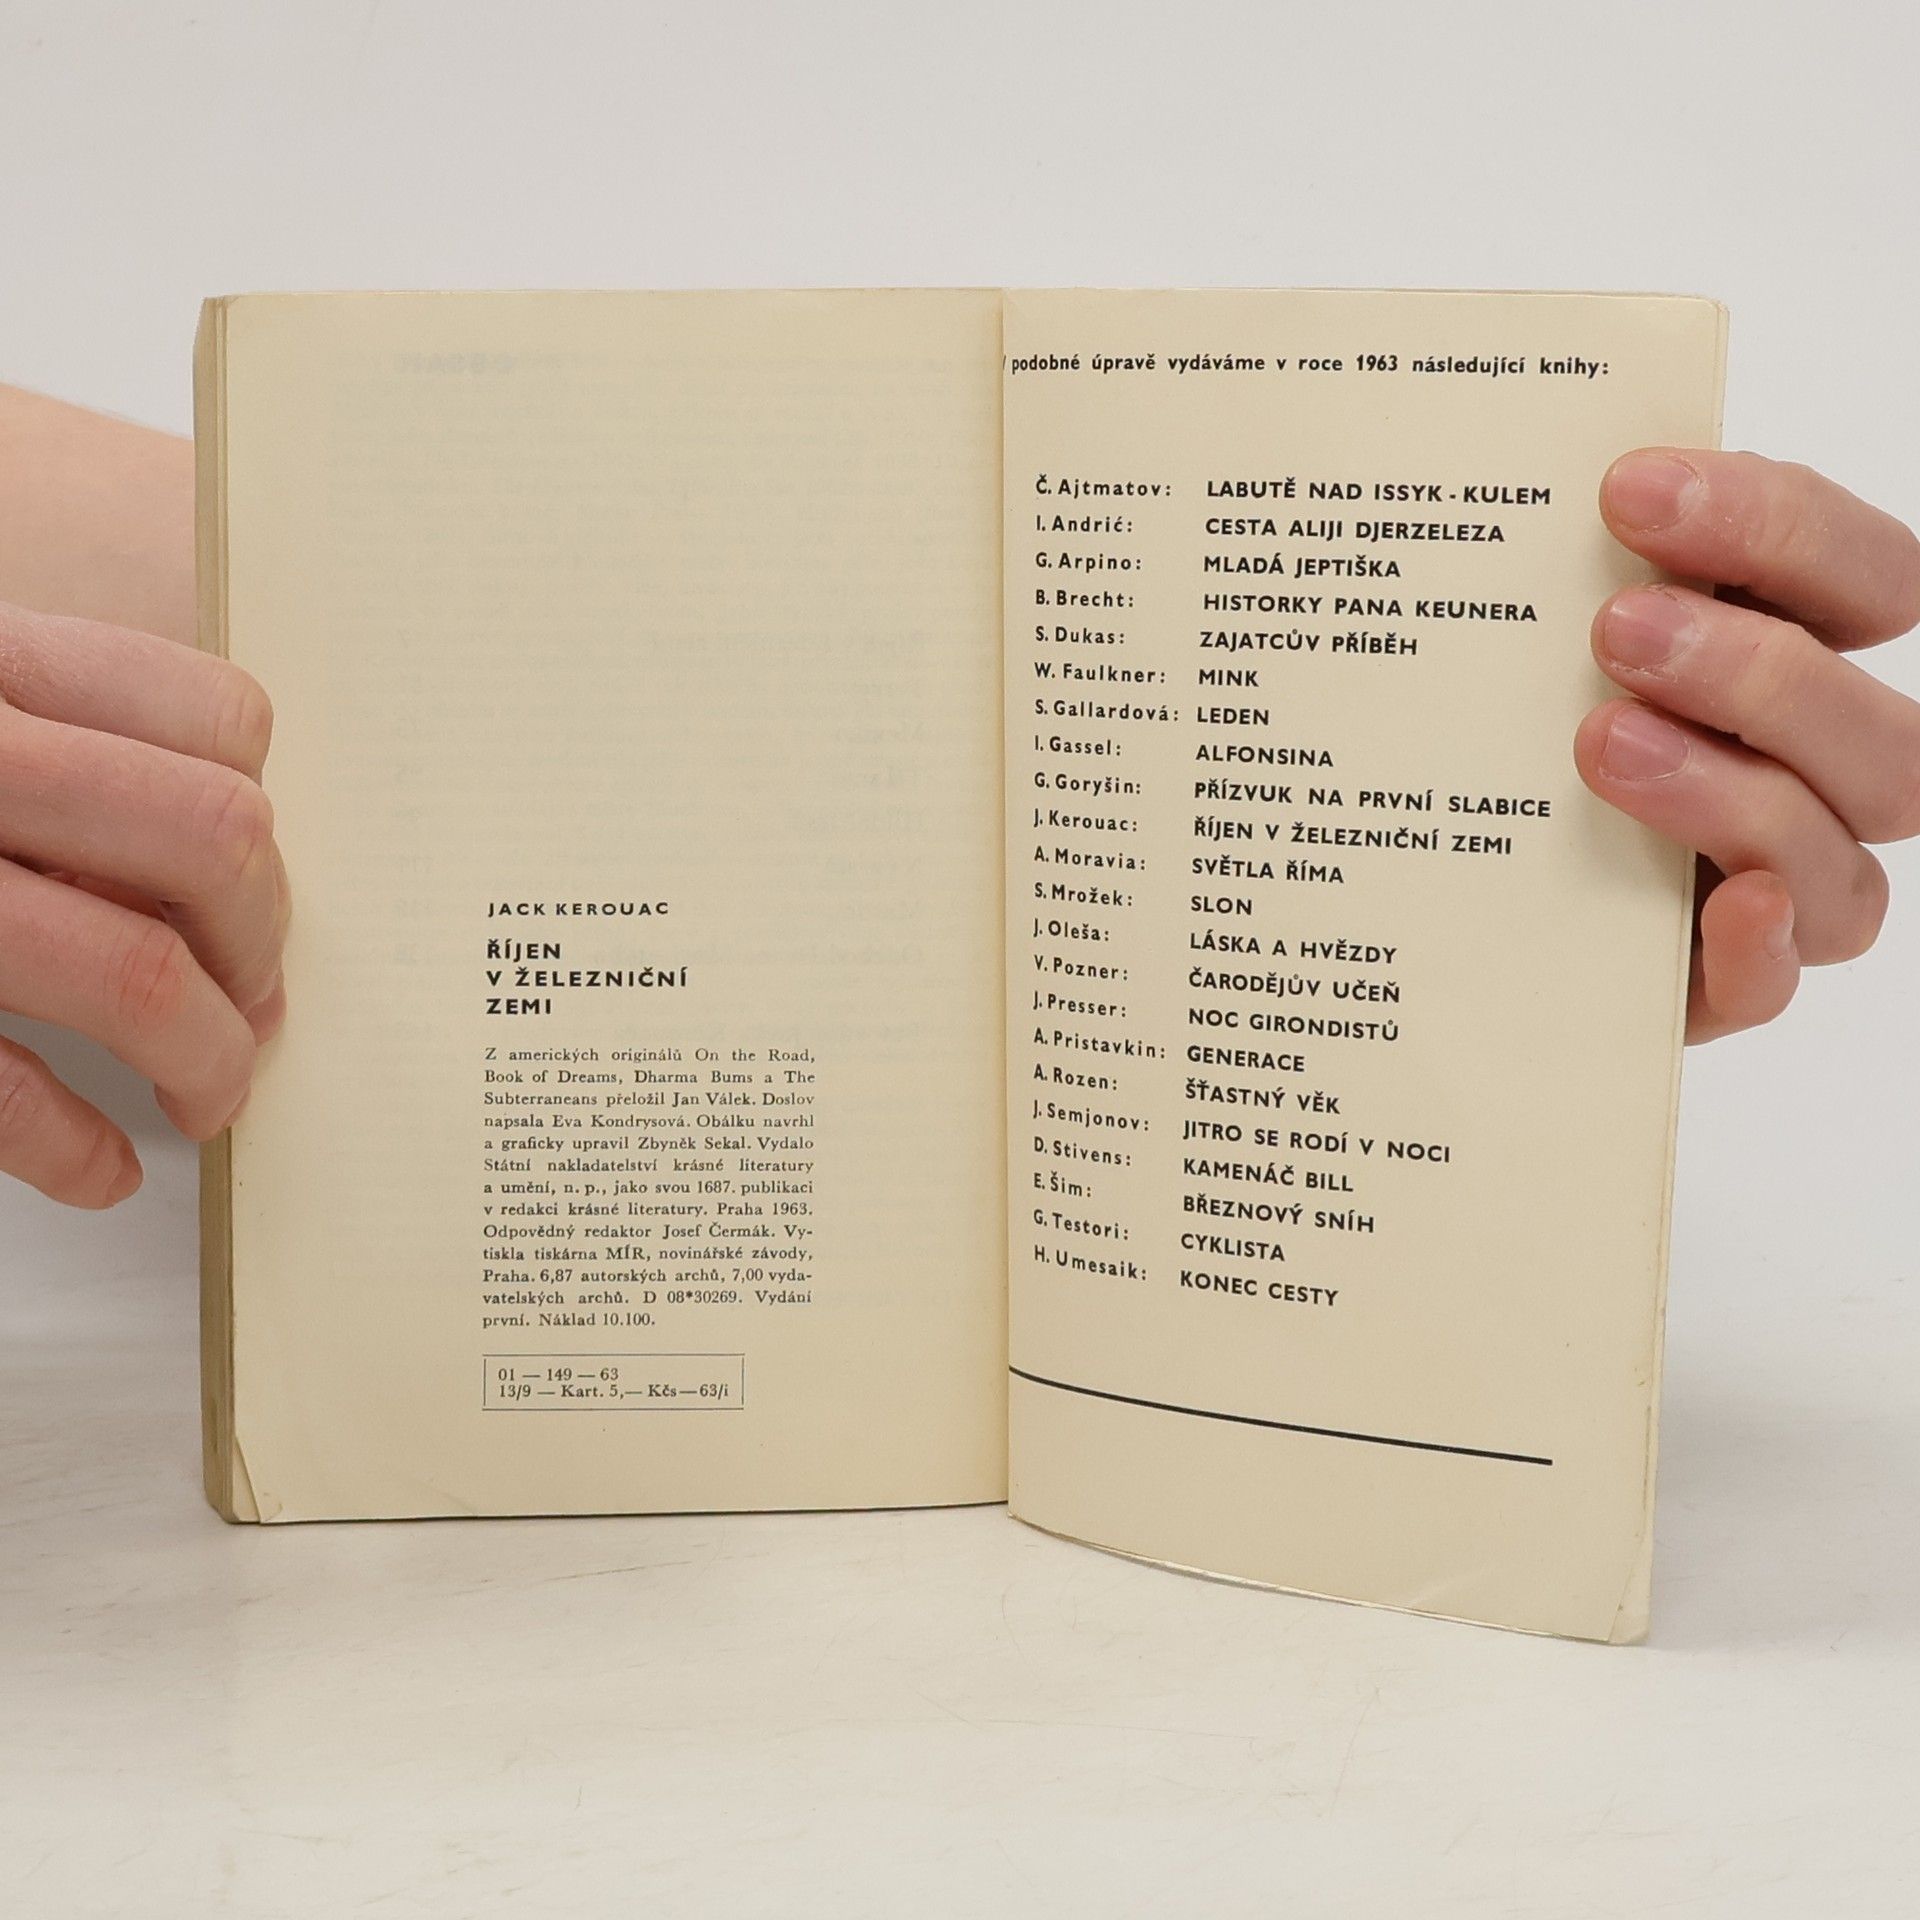 JACK KEROUAC
ŘÍJEN
V ŽELEZNIČNÍ
ZEMI
Z amerických originálů On the Road,
Book of Dreams, Dharma Bums a The
Subterraneans přeložil Jan Válek. Doslov
napsala Eva Kondrysová. Obálku navrhl
a graficky upravil Zbyněk Sekal. Vydalo
Státní nakladatelství krásné literatury
a umění, n. p., jako svou 1687. publikaci
v redakci krásné literatury. Praha 1963.
Odpovědný redaktor Josef Čermák. Vy-
tiskla tiskárna MÍR, novinářské závody,
Praha. 6,87 autorských archů, 7,00 vyda-
vatelských archů. D 08*30269. Vydání
první. Náklad 10.100.
01 — 149 — 63
13/9 — Kart. 5,— Kčs — 63/i
podobné úpravě vydáváme v roce 1963 následující knihy:
Č. Ajtmatov: LABUTĚ NAD ISSYK - KULEM
I. Andrić: CESTA ALIJI DJERZELEZA
G. Arpino: MLADÁ JEPTIŠKA
B. Brecht: HISTORKY PANA KEUNERA
S. Dukas: ZAJATCŮV PŘÍBĚH
W. Faulkner: MINK
S. Gallardová: LEDEN
I. Gassel: ALFONSINA
G. Goryšin: PŘÍZVUK NA PRVNÍ SLABICE
J. Kerouac: ŘÍJEN V ŽELEZNIČNÍ ZEMI
A. Moravia: SVĚTLA ŘÍMA
S. Mrožek: SLON
J. Oleša: LÁSKA A HVĚZDY
V. Pozner: ČARODĚJŮV UČEŇ
J. Presser: NOC GIRONDISTŮ
A. Pristavkin: GENERACE
A. Rozen: ŠŤASTNÝ VĚK
J. Semjonov: JITRO SE RODÍ V NOCI
D. Stivens: KAMENÁČ BILL
E. Šim: BŘEZNOVÝ SNÍH
G. Testori: CYKLISTA
H. Umesaik: KONEC CESTY